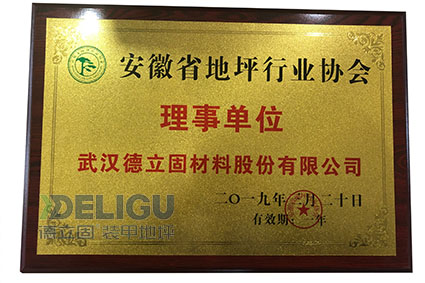 安徽省地坪行业协会
理事单位
武汉德立固材料股份有限公司
二〇一九年 月二十日
有效期: 年
DELIGU
德立固 装甲地坪